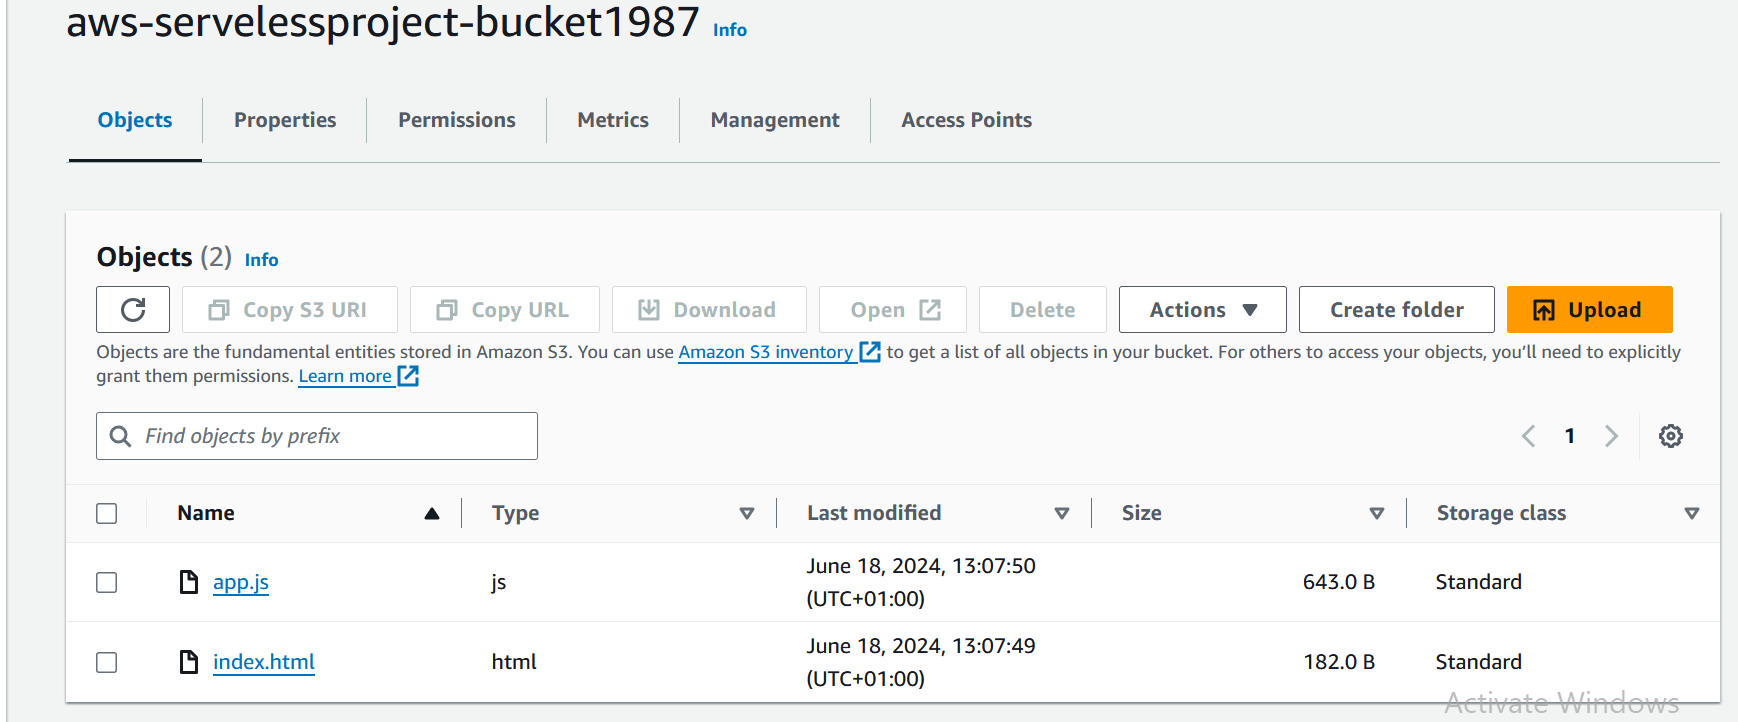 aws-servelessproject-bucket1987 Info
Objects Properties Permissions Metrics Management Access Points
Objects (2) Info
Copy S3 URI Copy URL Download Open Delete Actions Create folder Upload
Objects are the fundamental entities stored in Amazon S3. You can use Amazon S3 inventory to get a list of all objects in your bucket. For others to access your objects, you'll need to explicitly
grant them permissions. Learn more
Find objects by prefix 1
Name Type Last modified Size Storage class
app.js js June 18, 2024, 13:07:50 (UTC+01:00) 643.0 B Standard
index.html html June 18, 2024, 13:07:49 (UTC+01:00) 182.0 B Standard
Activate Windows